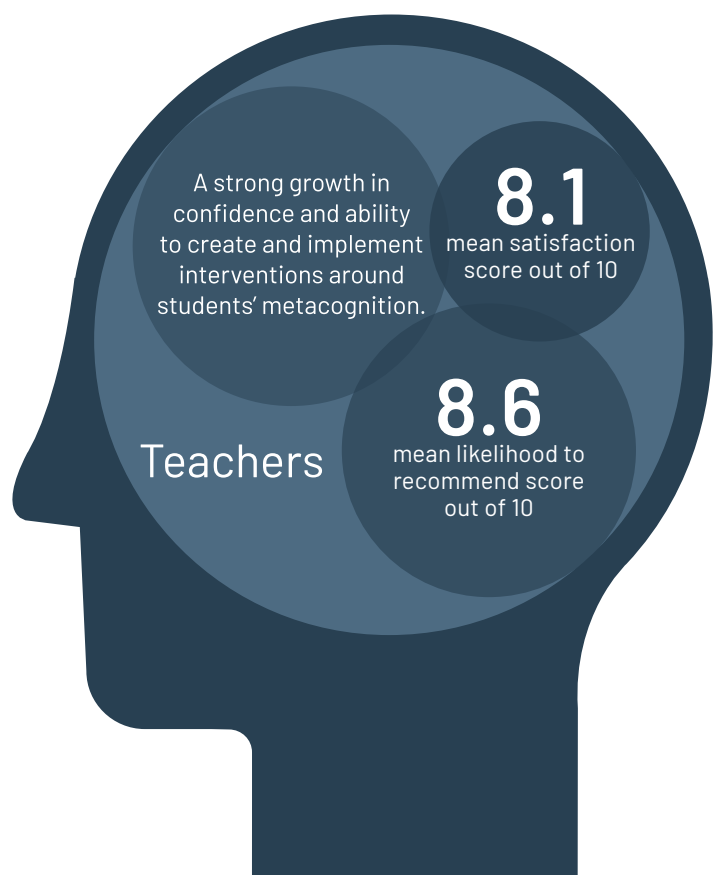 A strong growth in
confidence and ability
to create and implement
interventions around
students’ metacognition.
8.1
mean satisfaction
score out of 10
8.6
mean likelihood to
recommend score
out of 10
Teachers